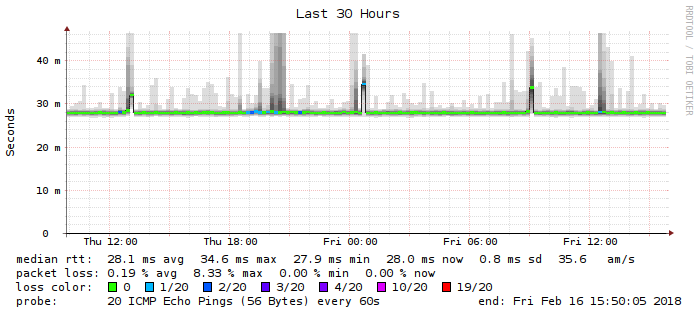 Last 30 Hours
RRDTOOL / TOBI OETIKER
Seconds
40 m
30 m
20 m
10 m
0
Thu 12:00 Thu 18:00 Fri 00:00 Fri 06:00 Fri 12:00
median rtt: 28.1 ms avg 34.6 ms max 27.9 ms min 28.0 ms now 0.8 ms sd 35.6 am/s
packet loss: 0.19 % avg 8.33 % max 0.00 % min 0.00 % now
loss color: 0 1/20 2/20 3/20 4/20 10/20 19/20
probe: 20 ICMP Echo Pings (56 Bytes) every 60s end: Fri Feb 16 15:50:05 2018